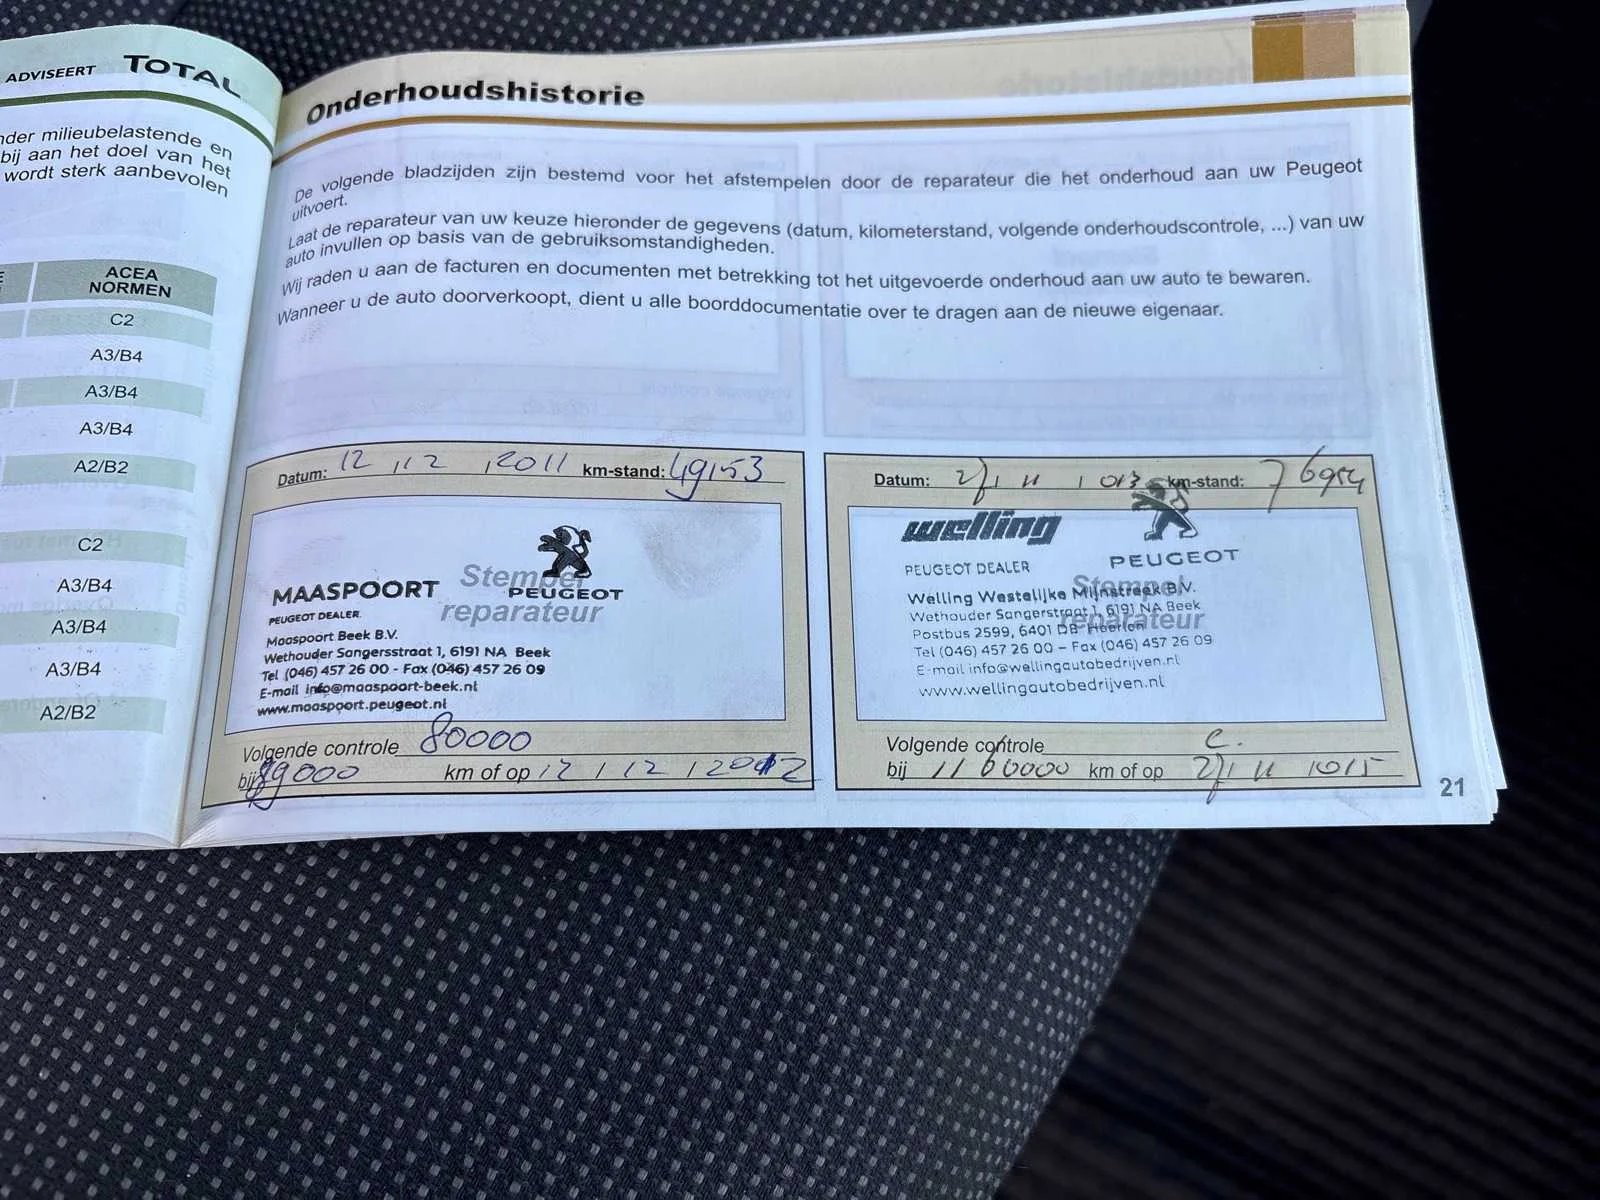 ADVISEERT TOTAL
nder milieubelastende en
bij aan het doel van het
wordt sterk aanbevolen
ACEA
NORMEN
C2
A3/B4
A3/B4
A3/B4
A2/B2
C2
A3/B4
A3/B4
A3/B4
A2/B2
Onderhoudshistorie
De volgende bladzijden zijn bestemd voor het afstempelen door de reparateur die het onderhoud aan uw Peugeot
uitvoert.
Laat de reparateur van uw keuze hieronder de gegevens (datum, kilometerstand, volgende onderhoudscontrole, ...) van uw
auto invullen op basis van de gebruiksomstandigheden.
Wij raden u aan de facturen en documenten met betrekking tot het uitgevoerde onderhoud aan uw auto te bewaren.
Wanneer u de auto doorverkoopt, dient u alle boorddocumentatie over te dragen aan de nieuwe eigenaar.
Datum: 12 , 12 , 2011 km-stand: 49153
Stempel
reparateur
MAASPOORT PEUGEOT
PEUGEOT DEALER
Maaspoort Beek B.V.
Wethouder Sangersstraat 1, 6191 NA Beek
Tel (046) 457 26 00 - Fax (046) 457 26 09
E-mail info@maaspoort-beek.nl
www.maaspoort.peugeot.nl
Volgende controle 80000
bij 89000 km of op 12 / 12 / 2012
Datum: km-stand: 76954
welling
PEUGEOT
PEUGEOT DEALER
Stempel
reparateur
Welling Westelijke Mijnstreek B.V.
Wethouder Sangerstraat 1, 6191 NA Beek
Postbus 2599, 6401 DB Heerlen
Tel (046) 457 26 00 - Fax (046) 457 26 09
E-mail info@wellingautobedrijven.nl
www.wellingautobedrijven.nl
Volgende controle
bij km of op
21